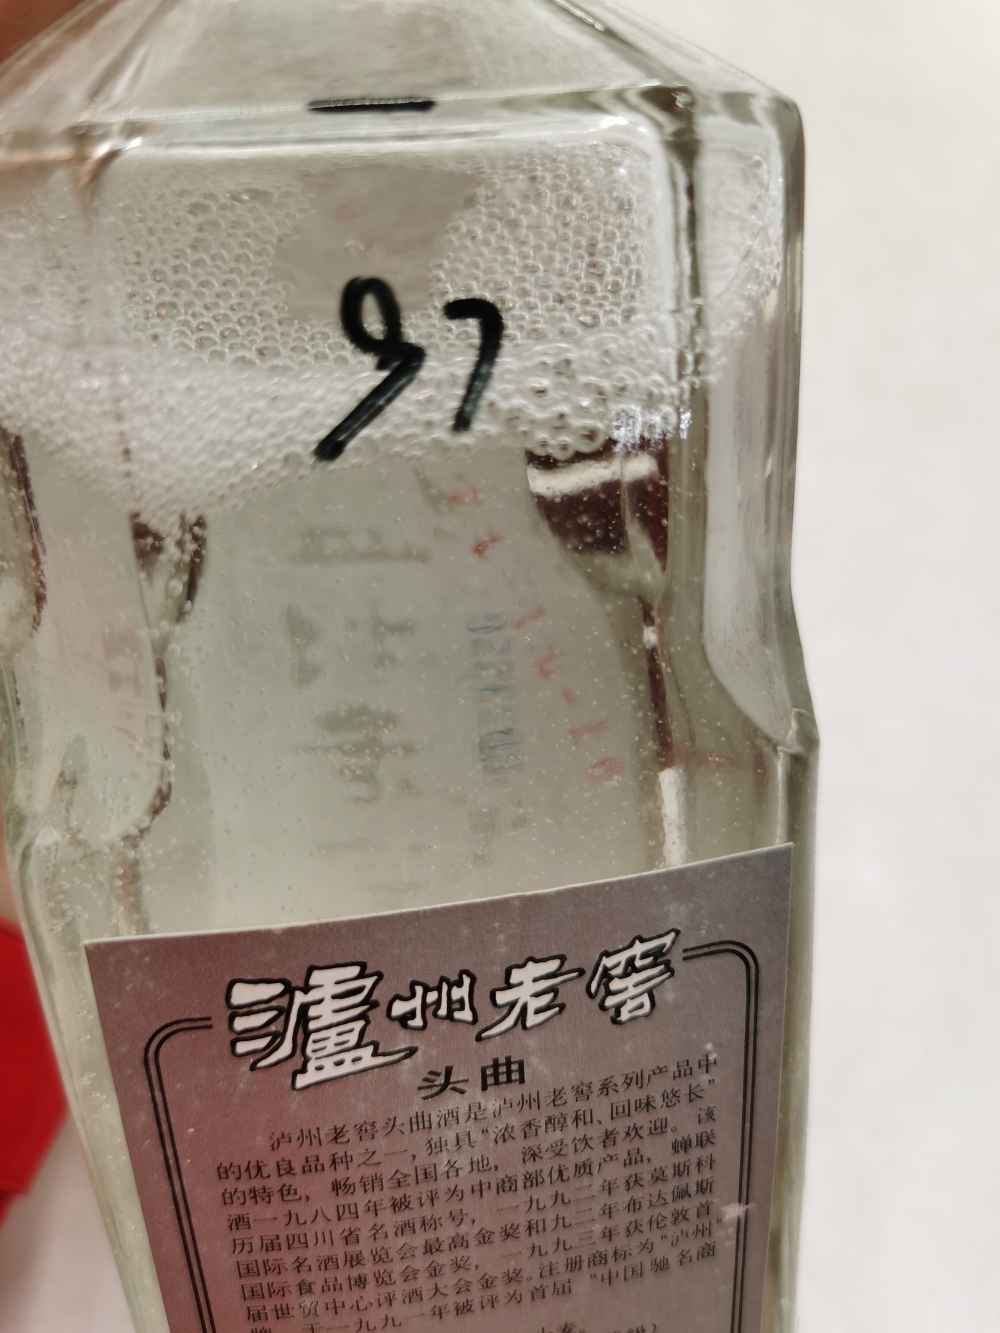 97
泸州老窖
头曲
泸州老窖头曲酒是泸州老窖系列产品中
的优良品种之一，独具“浓香醇和、回味悠长”
的特色，畅销全国各地，深受饮者欢迎。该
酒一九八四年被评为中商部优质产品，蝉联
历届四川省名酒称号，一九九二年获莫斯科
国际名酒展览会最高金奖和九二年布达佩斯
国际食品博览会金奖，一九九三年获伦敦首
届世贸中心评酒大会金奖。注册商标为“泸州”
牌，于一九九一年被评为首届“中国驰名商